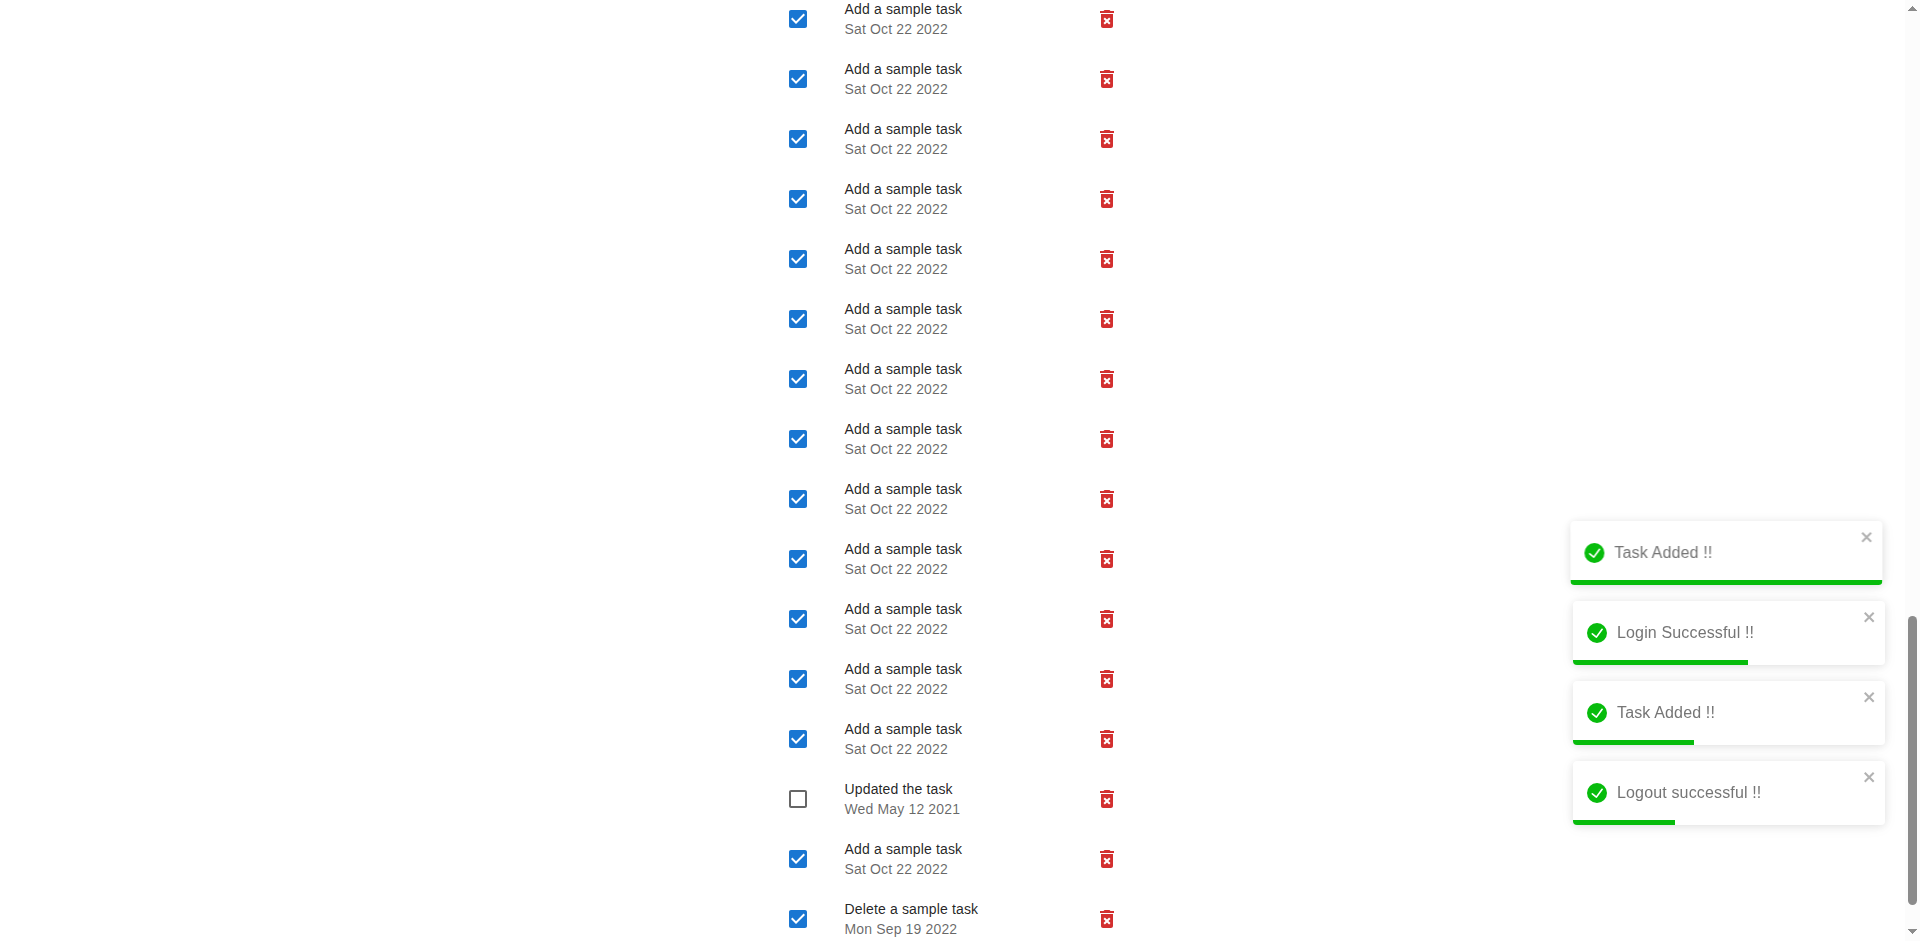 Add a sample task
Sat Oct 22 2022
Add a sample task
Sat Oct 22 2022
Add a sample task
Sat Oct 22 2022
Add a sample task
Sat Oct 22 2022
Add a sample task
Sat Oct 22 2022
Add a sample task
Sat Oct 22 2022
Add a sample task
Sat Oct 22 2022
Add a sample task
Sat Oct 22 2022
Add a sample task
Sat Oct 22 2022
Add a sample task
Sat Oct 22 2022
Add a sample task
Sat Oct 22 2022
Add a sample task
Sat Oct 22 2022
Add a sample task
Sat Oct 22 2022
Updated the task
Wed May 12 2021
Add a sample task
Sat Oct 22 2022
Delete a sample task
Mon Sep 19 2022
Task Added !!
Login Successful !!
Task Added !!
Logout successful !!